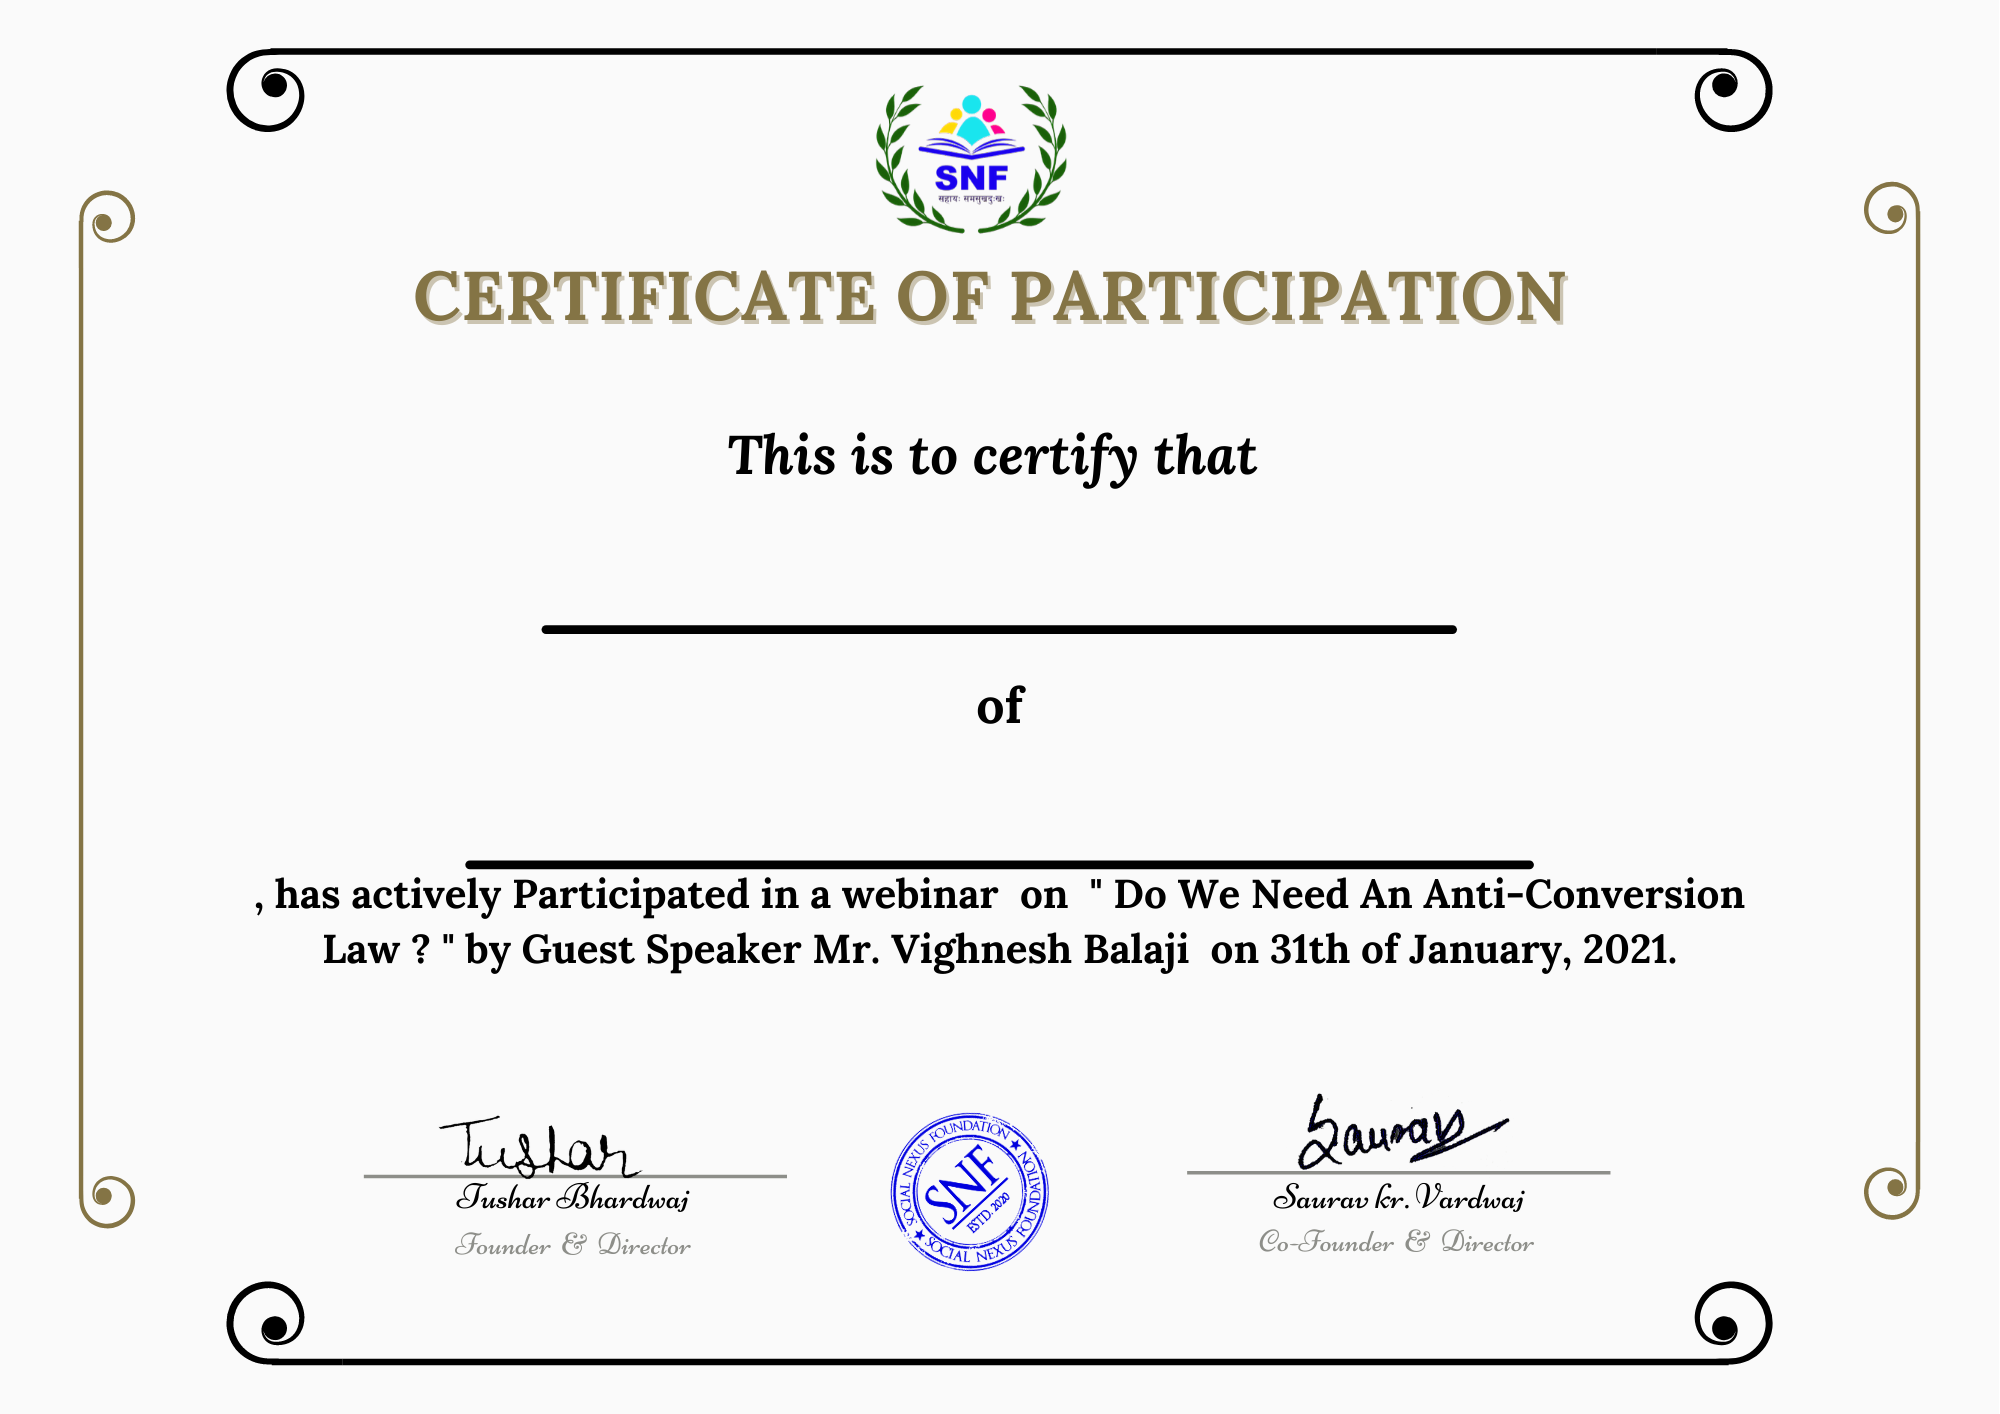 SNF
सहायः समसुखदुःखः
CERTIFICATE OF PARTICIPATION
This is to certify that
of
, has actively Participated in a webinar on " Do We Need An Anti-Conversion
Law ? " by Guest Speaker Mr. Vighnesh Balaji on 31th of January, 2021.
Tushar
Tushar Bhardwaj
Founder & Director
SOCIAL NEXUS FOUNDATION ★ SOCIAL NEXUS FOUNDATION ★
SNF
ESTD. 2020
Saurav
Saurav kr. Vardwaj
Co-Founder & Director